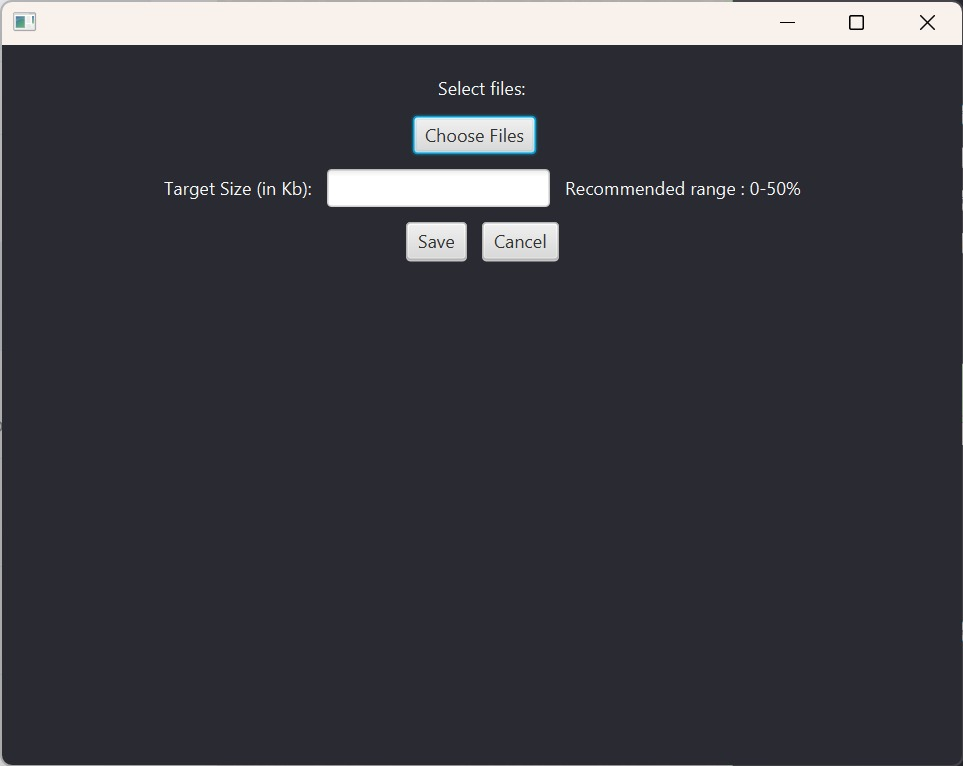 Select files:
Choose Files
Target Size (in Kb): Recommended range : 0-50%
Save Cancel